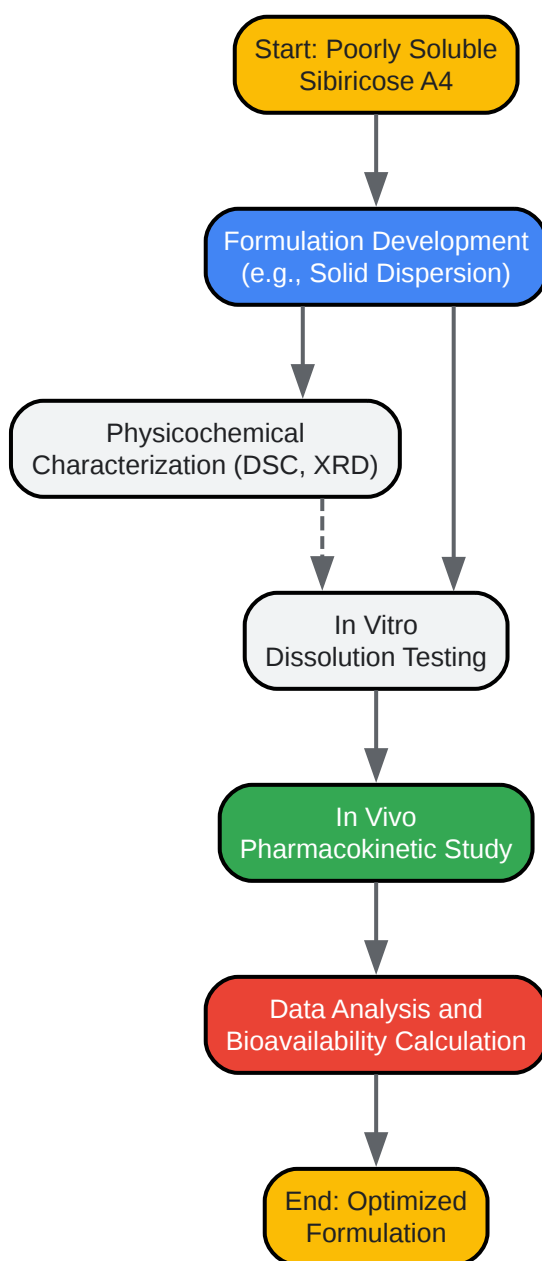 Start: Poorly Soluble
Sibiricose A4
Formulation Development
(e.g., Solid Dispersion)
Physicochemical
Characterization (DSC, XRD)
In Vitro
Dissolution Testing
In Vivo
Pharmacokinetic Study
Data Analysis and
Bioavailability Calculation
End: Optimized
Formulation